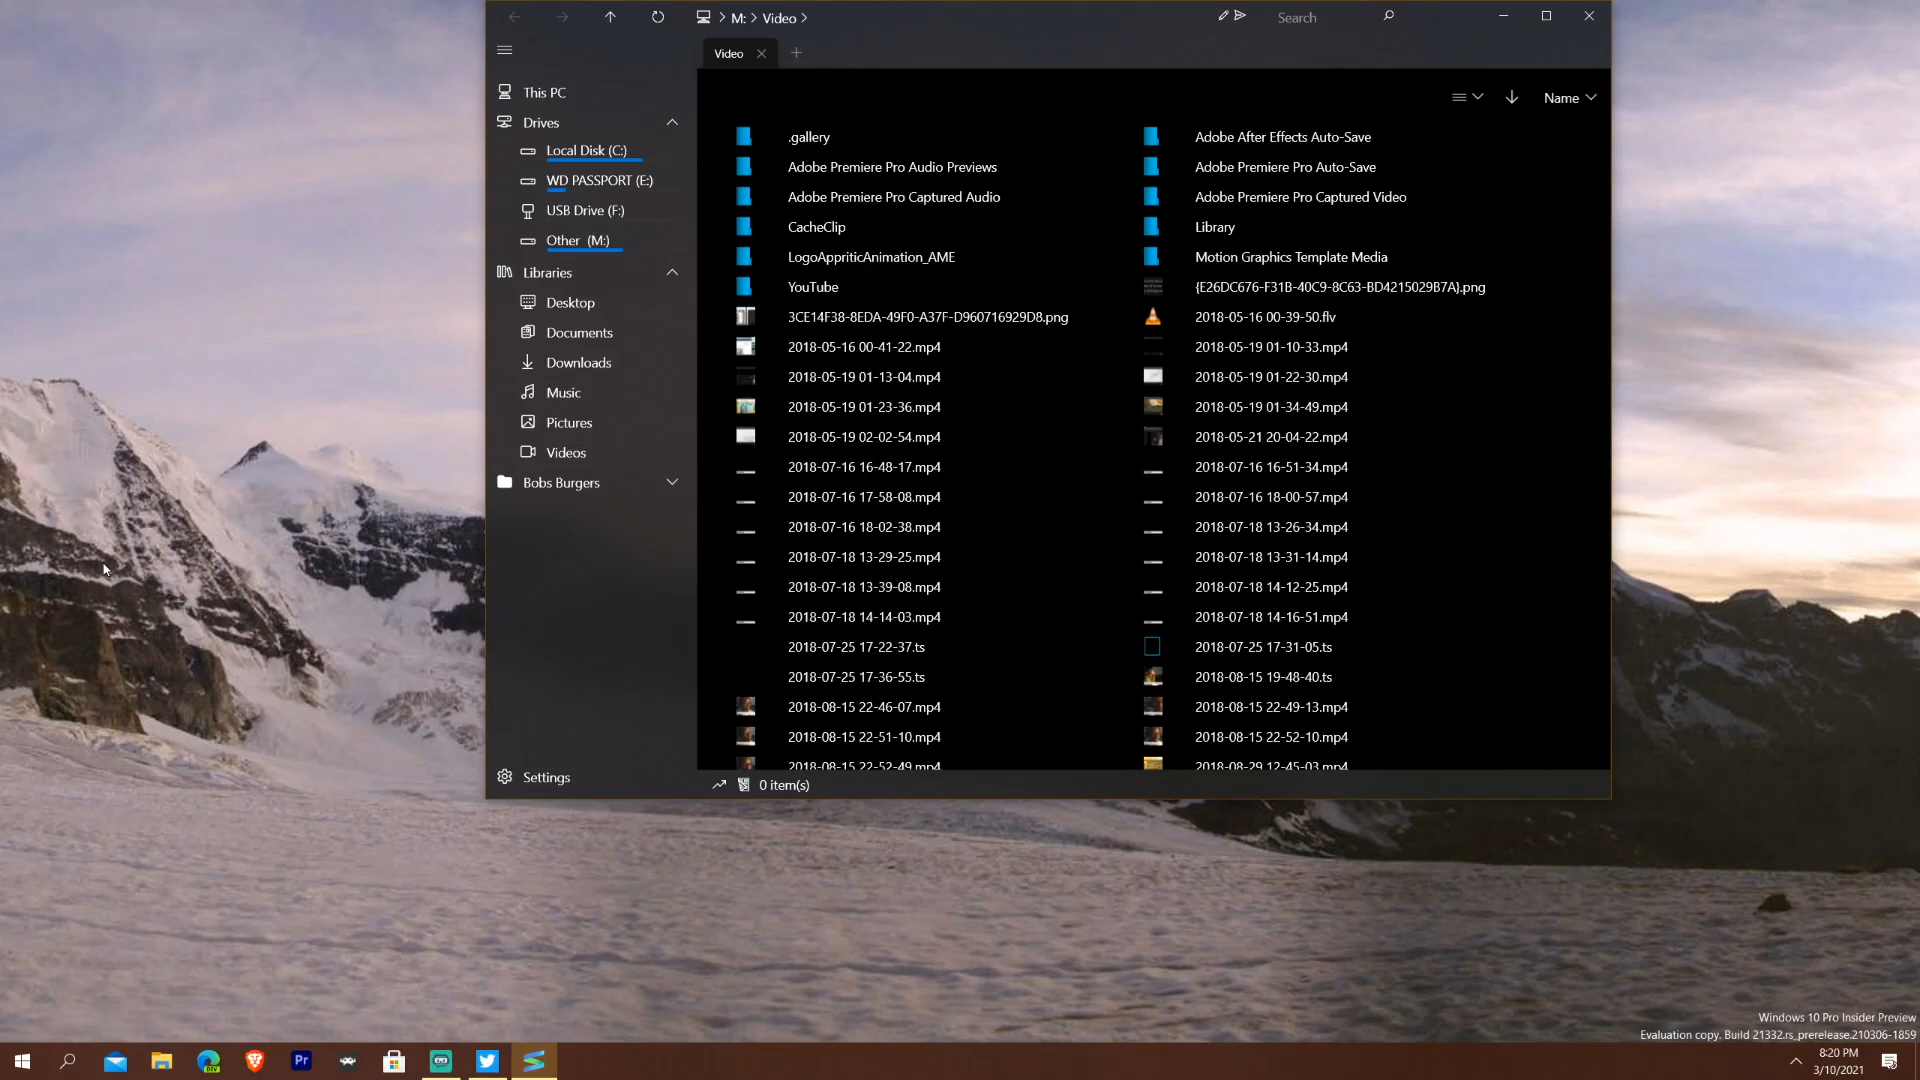 M: Video
Search
Video
This PC
Drives
Local Disk (C:)
WD PASSPORT (E:)
USB Drive (F:)
Other (M:)
Libraries
Desktop
Documents
Downloads
Music
Pictures
Videos
Bobs Burgers
Settings
Name
.gallery
Adobe After Effects Auto-Save
Adobe Premiere Pro Audio Previews
Adobe Premiere Pro Auto-Save
Adobe Premiere Pro Captured Audio
Adobe Premiere Pro Captured Video
CacheClip
Library
LogoAppriticAnimation_AME
Motion Graphics Template Media
YouTube
{E26DC676-F31B-40C9-8C63-BD4215029B7A}.png
3CE14F38-8EDA-49F0-A37F-D960716929D8.png
2018-05-16 00-39-50.flv
2018-05-16 00-41-22.mp4
2018-05-19 01-10-33.mp4
2018-05-19 01-13-04.mp4
2018-05-19 01-22-30.mp4
2018-05-19 01-23-36.mp4
2018-05-19 01-34-49.mp4
2018-05-19 02-02-54.mp4
2018-05-21 20-04-22.mp4
2018-07-16 16-48-17.mp4
2018-07-16 16-51-34.mp4
2018-07-16 17-58-08.mp4
2018-07-16 18-00-57.mp4
2018-07-16 18-02-38.mp4
2018-07-18 13-26-34.mp4
2018-07-18 13-29-25.mp4
2018-07-18 13-31-14.mp4
2018-07-18 13-39-08.mp4
2018-07-18 14-12-25.mp4
2018-07-18 14-14-03.mp4
2018-07-18 14-16-51.mp4
2018-07-25 17-22-37.ts
2018-07-25 17-31-05.ts
2018-07-25 17-36-55.ts
2018-08-15 19-48-40.ts
2018-08-15 22-46-07.mp4
2018-08-15 22-49-13.mp4
2018-08-15 22-51-10.mp4
2018-08-15 22-52-10.mp4
2018-08-15 22-52-49.mp4
2018-08-29 12-45-03.mp4
0 item(s)
Windows 10 Pro Insider Preview
Evaluation copy. Build 21332.rs_prerelease.210306-1859
DEV
Pr
8:20 PM
3/10/2021